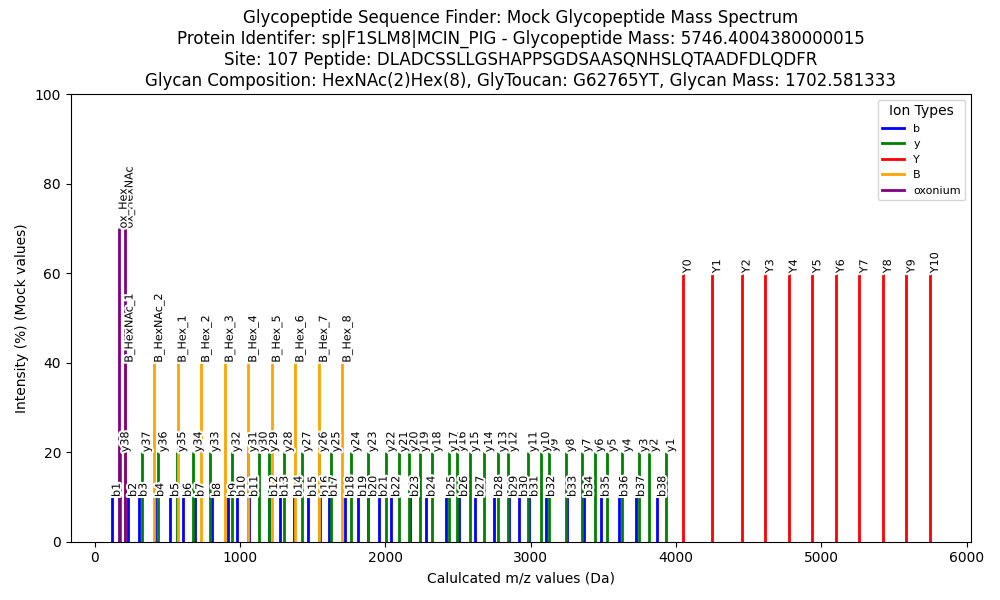 Glycopeptide Sequence Finder: Mock Glycopeptide Mass Spectrum
Protein Identifer: sp|F1SLM8|MCIN_PIG - Glycopeptide Mass: 5746.4004380000015
Site: 107 Peptide: DLADCSSLLGSHAPPSGDSAASQNHSLQTAADFDLQDFR
Glycan Composition: HexNAc(2)Hex(8), GlyToucan: G62765YT, Glycan Mass: 1702.581333
Intensity (%) (Mock values)
100
80
60
40
20
0
Ion Types
b
y
Y
B
oxonium
ox_Hex
ox_HexNAc
Y0 Y1 Y2 Y3 Y4 Y5 Y6 Y7 Y8 Y9 Y10
B_HexNAc_1 B_HexNAc_2 B_Hex_1 B_Hex_2 B_Hex_3 B_Hex_4 B_Hex_5 B_Hex_6 B_Hex_7 B_Hex_8
y38 y37 y36 y35 y34 y33 y32 y31 y30 y29 y28 y27 y26 y25 y24 y23 y22 y21 y20 y19 y18 y17 y16 y15 y14 y13 y12 y11 y10 y9 y8 y7 y6 y5 y4 y3 y2 y1
b1 b2 b3 b4 b5 b6 b7 b8 b9 b10 b11 b12 b13 b14 b15 b16 b17 b18 b19 b20 b21 b22 b23 b24 b25 b26 b27 b28 b29 b30 b31 b32 b33 b34 b35 b36 b37 b38
0 1000 2000 3000 4000 5000 6000
Calulcated m/z values (Da)